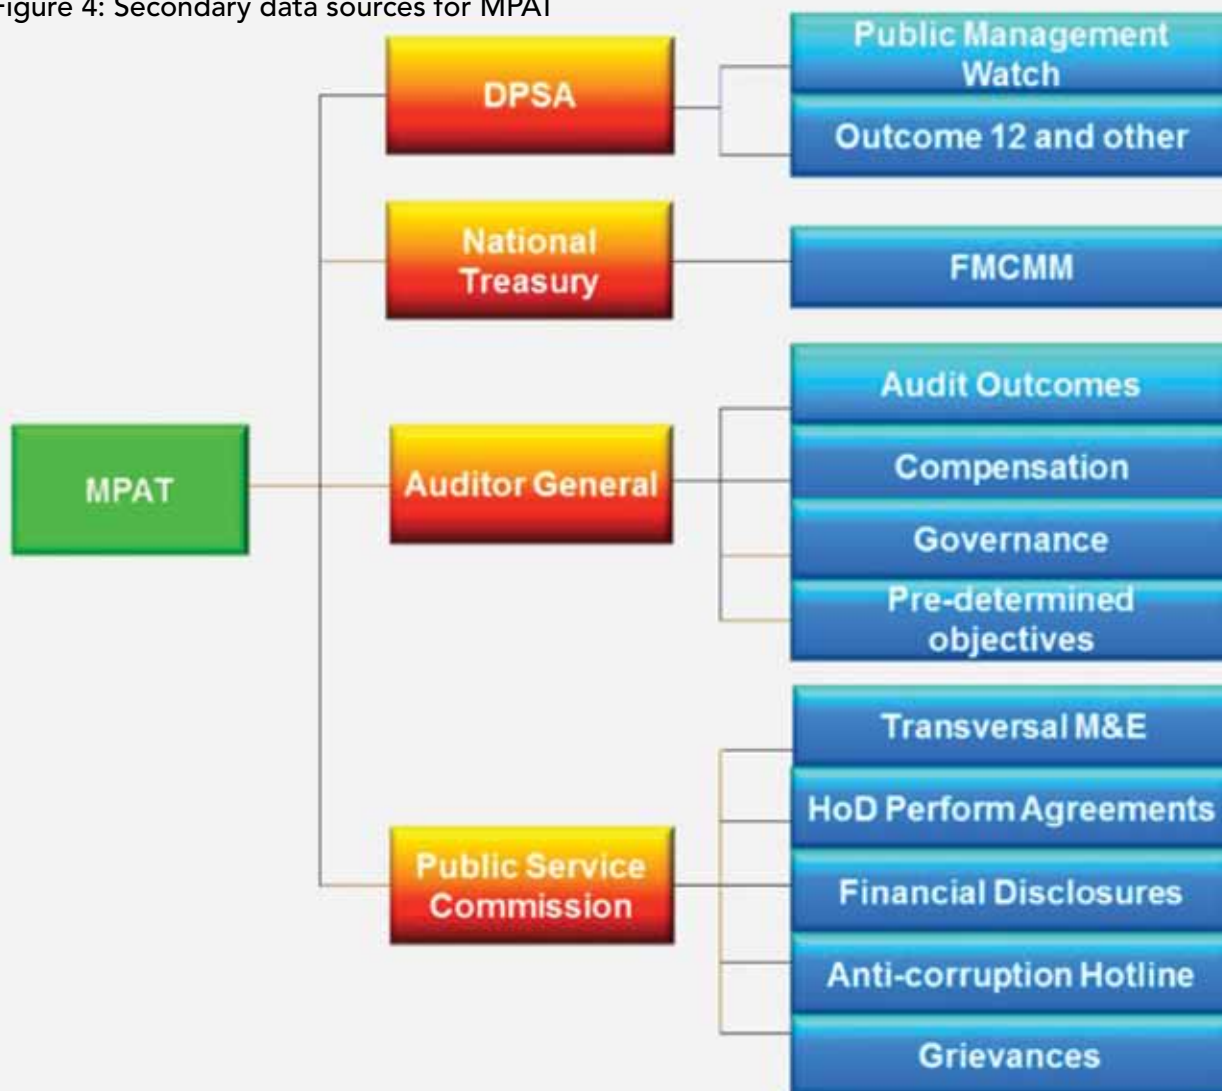 Figure 4: Secondary data sources for MPAT
DPSA
Public Management
Watch
Outcome 12 and other
National
Treasury
FMCMM
MPAT
Auditor General
Audit Outcomes
Compensation
Governance
Pre-determined
objectives
Public Service
Commission
Transversal M&E
HoD Perform Agreements
Financial Disclosures
Anti-corruption Hotline
Grievances